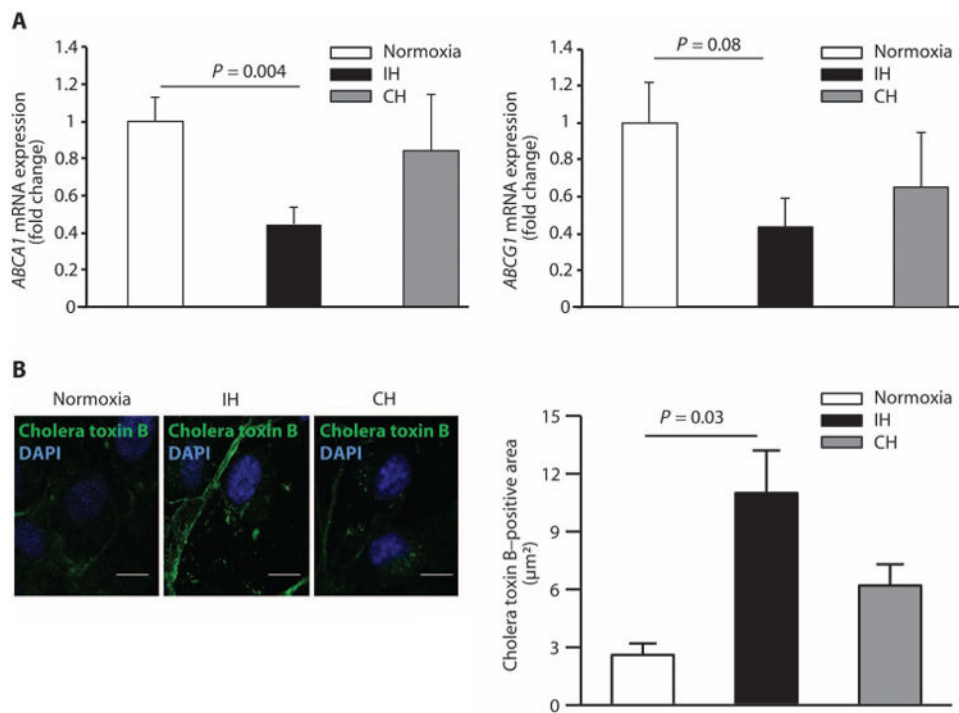 A
1.4
1.2
1
0.8
0.6
0.4
0.2
0
ABCA1 mRNA expression
(fold change)
P = 0.004
Normoxia
IH
CH
1.4
1.2
1
0.8
0.6
0.4
0.2
0
ABCG1 mRNA expression
(fold change)
P = 0.08
Normoxia
IH
CH
B
Normoxia
IH
CH
Cholera toxin B
DAPI
Cholera toxin B
DAPI
Cholera toxin B
DAPI
15
12
9
6
3
0
Cholera toxin B–positive area
(µm²)
P = 0.03
Normoxia
IH
CH